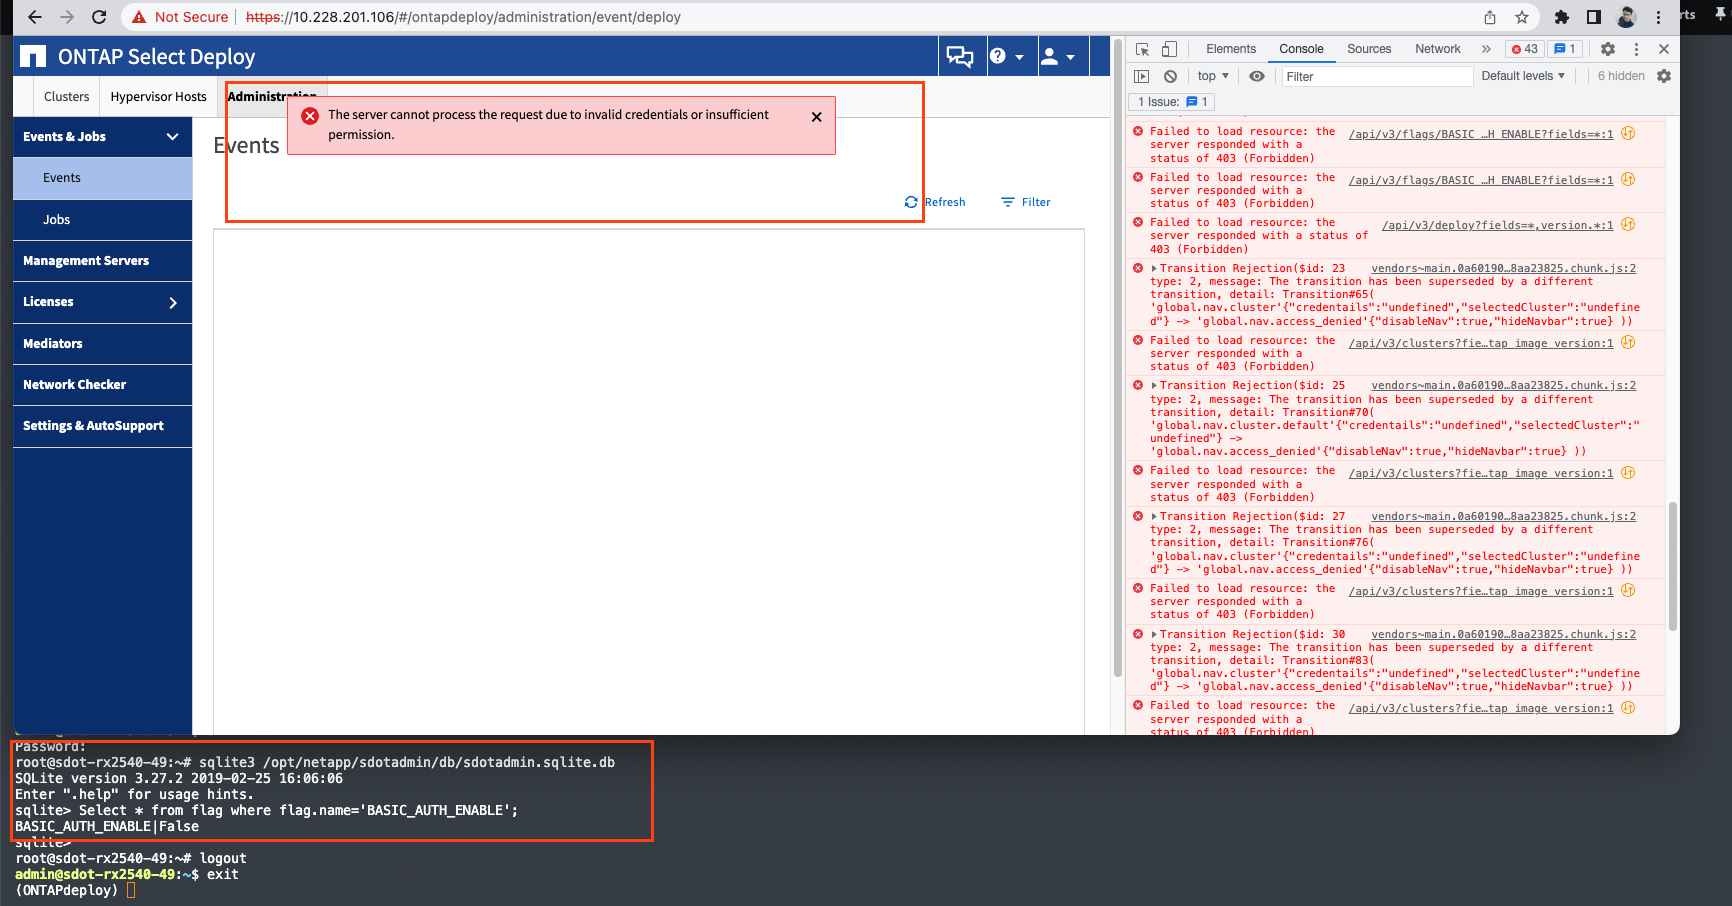 Not Secure | https://10.228.201.106/#/ontapdeploy/administration/event/deploy
rts
ONTAP Select Deploy
Clusters
Hypervisor Hosts
Administration
The server cannot process the request due to invalid credentials or insufficient
permission.
Events & Jobs
Events
Jobs
Management Servers
Licenses
Mediators
Network Checker
Settings & AutoSupport
Events
Refresh
Filter
Elements
Console
Sources
Network
43
1
top
Filter
Default levels
6 hidden
1 Issue: 1
Failed to load resource: the /api/v3/flags/BASIC_…H_ENABLE?fields=*:1
server responded with a
status of 403 (Forbidden)
Failed to load resource: the /api/v3/flags/BASIC_…H_ENABLE?fields=*:1
server responded with a
status of 403 (Forbidden)
Failed to load resource: the /api/v3/deploy?fields=*,version.*:1
server responded with a status of
403 (Forbidden)
Transition Rejection($id: 23 vendors~main.0a60190…8aa23825.chunk.js:2
type: 2, message: The transition has been superseded by a different
transition, detail: Transition#65(
'global.nav.cluster'{"credentails":"undefined","selectedCluster":"undefine
d"} -> 'global.nav.access_denied'{"disableNav":true,"hideNavbar":true} ))
Failed to load resource: the /api/v3/clusters?fie…tap_image_version:1
server responded with a
status of 403 (Forbidden)
Transition Rejection($id: 25 vendors~main.0a60190…8aa23825.chunk.js:2
type: 2, message: The transition has been superseded by a different
transition, detail: Transition#70(
'global.nav.cluster.default'{"credentails":"undefined","selectedCluster":"
undefined"} ->
'global.nav.access_denied'{"disableNav":true,"hideNavbar":true} ))
Failed to load resource: the /api/v3/clusters?fie…tap_image_version:1
server responded with a
status of 403 (Forbidden)
Transition Rejection($id: 27 vendors~main.0a60190…8aa23825.chunk.js:2
type: 2, message: The transition has been superseded by a different
transition, detail: Transition#76(
'global.nav.cluster'{"credentails":"undefined","selectedCluster":"undefine
d"} -> 'global.nav.access_denied'{"disableNav":true,"hideNavbar":true} ))
Failed to load resource: the /api/v3/clusters?fie…tap_image_version:1
server responded with a
status of 403 (Forbidden)
Transition Rejection($id: 30 vendors~main.0a60190…8aa23825.chunk.js:2
type: 2, message: The transition has been superseded by a different
transition, detail: Transition#83(
'global.nav.cluster'{"credentails":"undefined","selectedCluster":"undefine
d"} -> 'global.nav.access_denied'{"disableNav":true,"hideNavbar":true} ))
Failed to load resource: the /api/v3/clusters?fie…tap_image_version:1
server responded with a
status of 403 (Forbidden)
Password:
root@sdot-rx2540-49:~# sqlite3 /opt/netapp/sdotadmin/db/sdotadmin.sqlite.db
SQLite version 3.27.2 2019-02-25 16:06:06
Enter ".help" for usage hints.
sqlite> Select * from flag where flag.name='BASIC_AUTH_ENABLE';
BASIC_AUTH_ENABLE|False
sqlite>
root@sdot-rx2540-49:~# logout
admin@sdot-rx2540-49:~$ exit
(ONTAPdeploy)